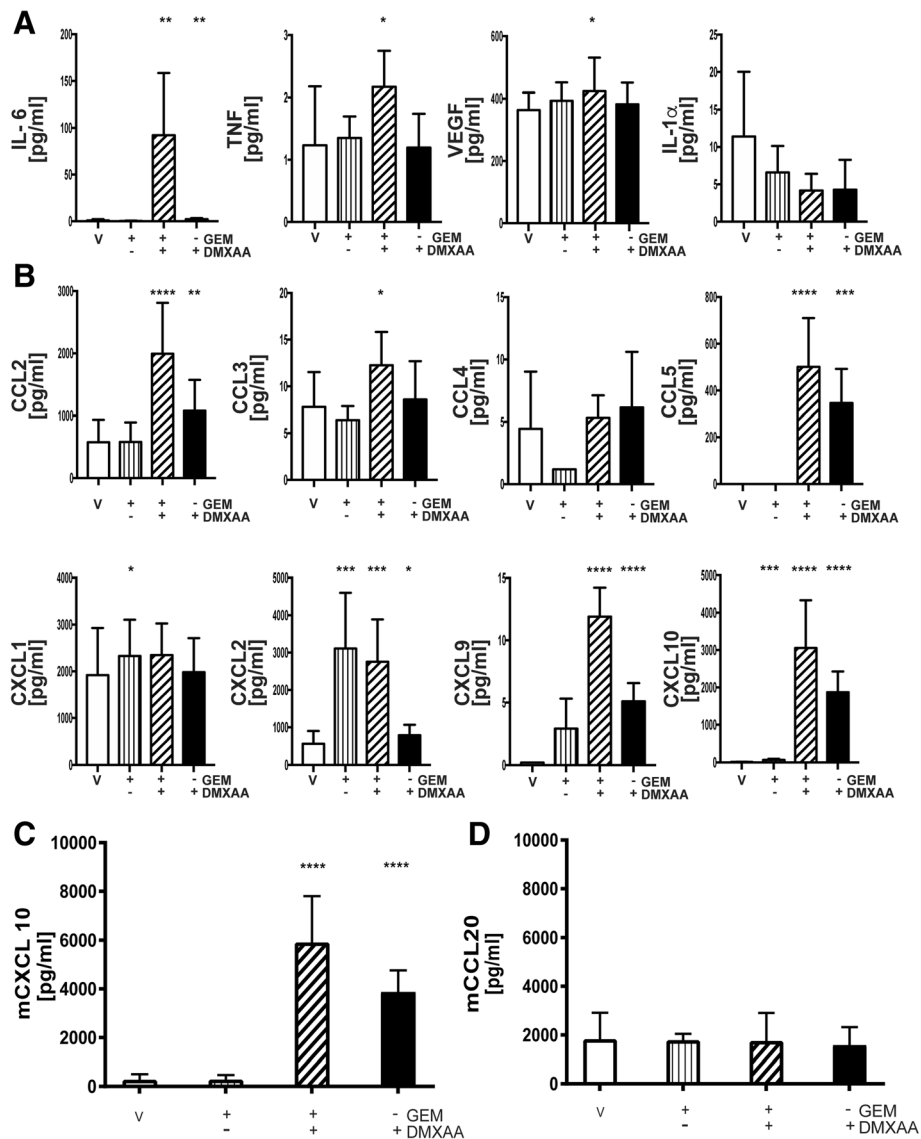 A
IL- 6
[pg/ml]
200
150
100
50
0
** **
V + + - GEM
- + + DMXAA
TNF
[pg/ml]
3
2
1
0
*
V + + - GEM
- + + DMXAA
VEGF
[pg/ml]
600
400
200
0
*
V + + - GEM
- + + DMXAA
IL-1α
[pg/ml]
25
20
15
10
5
0
V + + - GEM
- + + DMXAA
B
CCL2
[pg/ml]
3000
2000
1000
0
**** **
V + + - GEM
- + + DMXAA
CCL3
[pg/ml]
20
15
10
5
0
*
V + + - GEM
- + + DMXAA
CCL4
[pg/ml]
15
10
5
0
V + + - GEM
- + + DMXAA
CCL5
[pg/ml]
800
600
400
200
0
**** ***
V + + - GEM
- + + DMXAA
CXCL1
[pg/ml]
4000
3000
2000
1000
0
*
V + + - GEM
- + + DMXAA
CXCL2
[pg/ml]
5000
4000
3000
2000
1000
0
*** *** *
V + + - GEM
- + + DMXAA
CXCL9
[pg/ml]
15
10
5
0
**** ****
V + + - GEM
- + + DMXAA
CXCL10
[pg/ml]
5000
4000
3000
2000
1000
0
*** **** ****
V + + - GEM
- + + DMXAA
C
mCXCL 10
[pg/ml]
10000
8000
6000
4000
2000
0
**** ****
V + + - GEM
- + + DMXAA
D
mCCL20
[pg/ml]
10000
8000
6000
4000
2000
0
V + + - GEM
- + + DMXAA